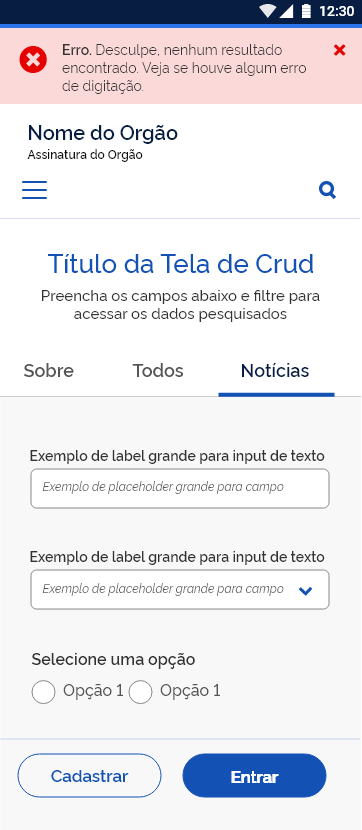 12:30
Erro. Desculpe, nenhum resultado
encontrado. Veja se houve algum erro
de digitação.
Nome do Orgão
Assinatura do Orgão
Título da Tela de Crud
Preencha os campos abaixo e filtre para
acessar os dados pesquisados
Sobre Todos Notícias
Exemplo de label grande para input de texto
Exemplo de placeholder grande para campo
Exemplo de label grande para input de texto
Exemplo de placeholder grande para campo
Selecione uma opção
Opção 1 Opção 1
Cadastrar Entrar